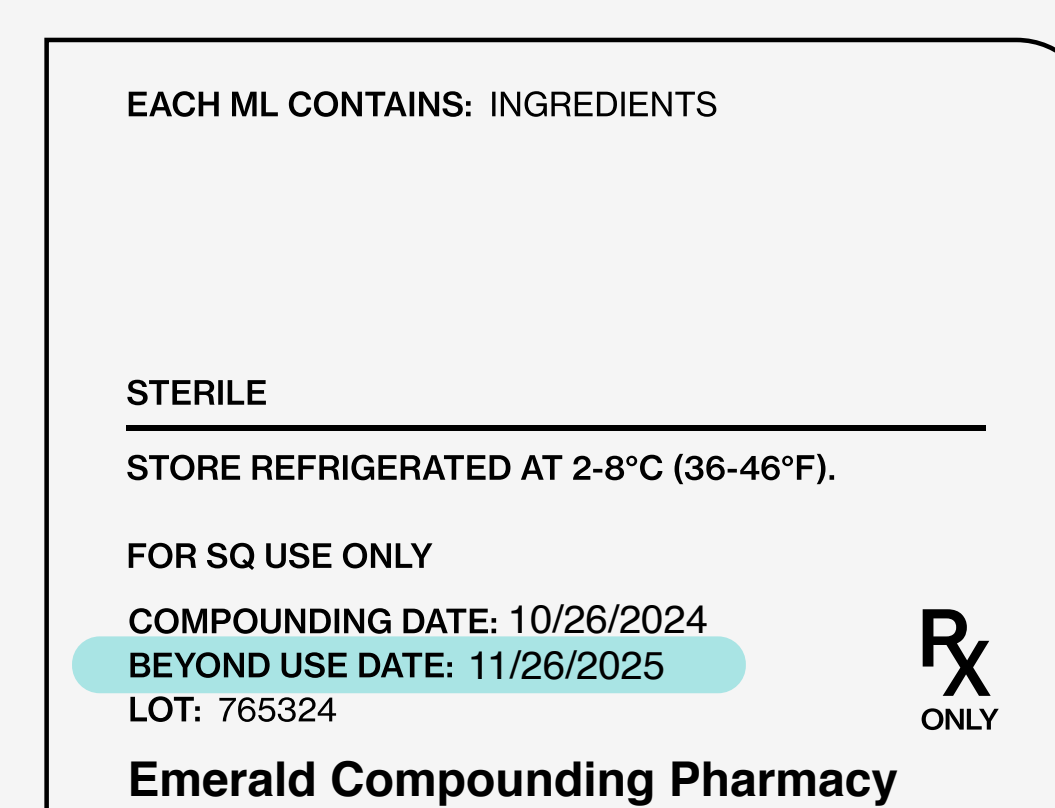 EACH ML CONTAINS: INGREDIENTS
STERILE
STORE REFRIGERATED AT 2-8°C (36-46°F).
FOR SQ USE ONLY
COMPOUNDING DATE: 10/26/2024
BEYOND USE DATE: 11/26/2025
LOT: 765324
Rx
ONLY
Emerald Compounding Pharmacy